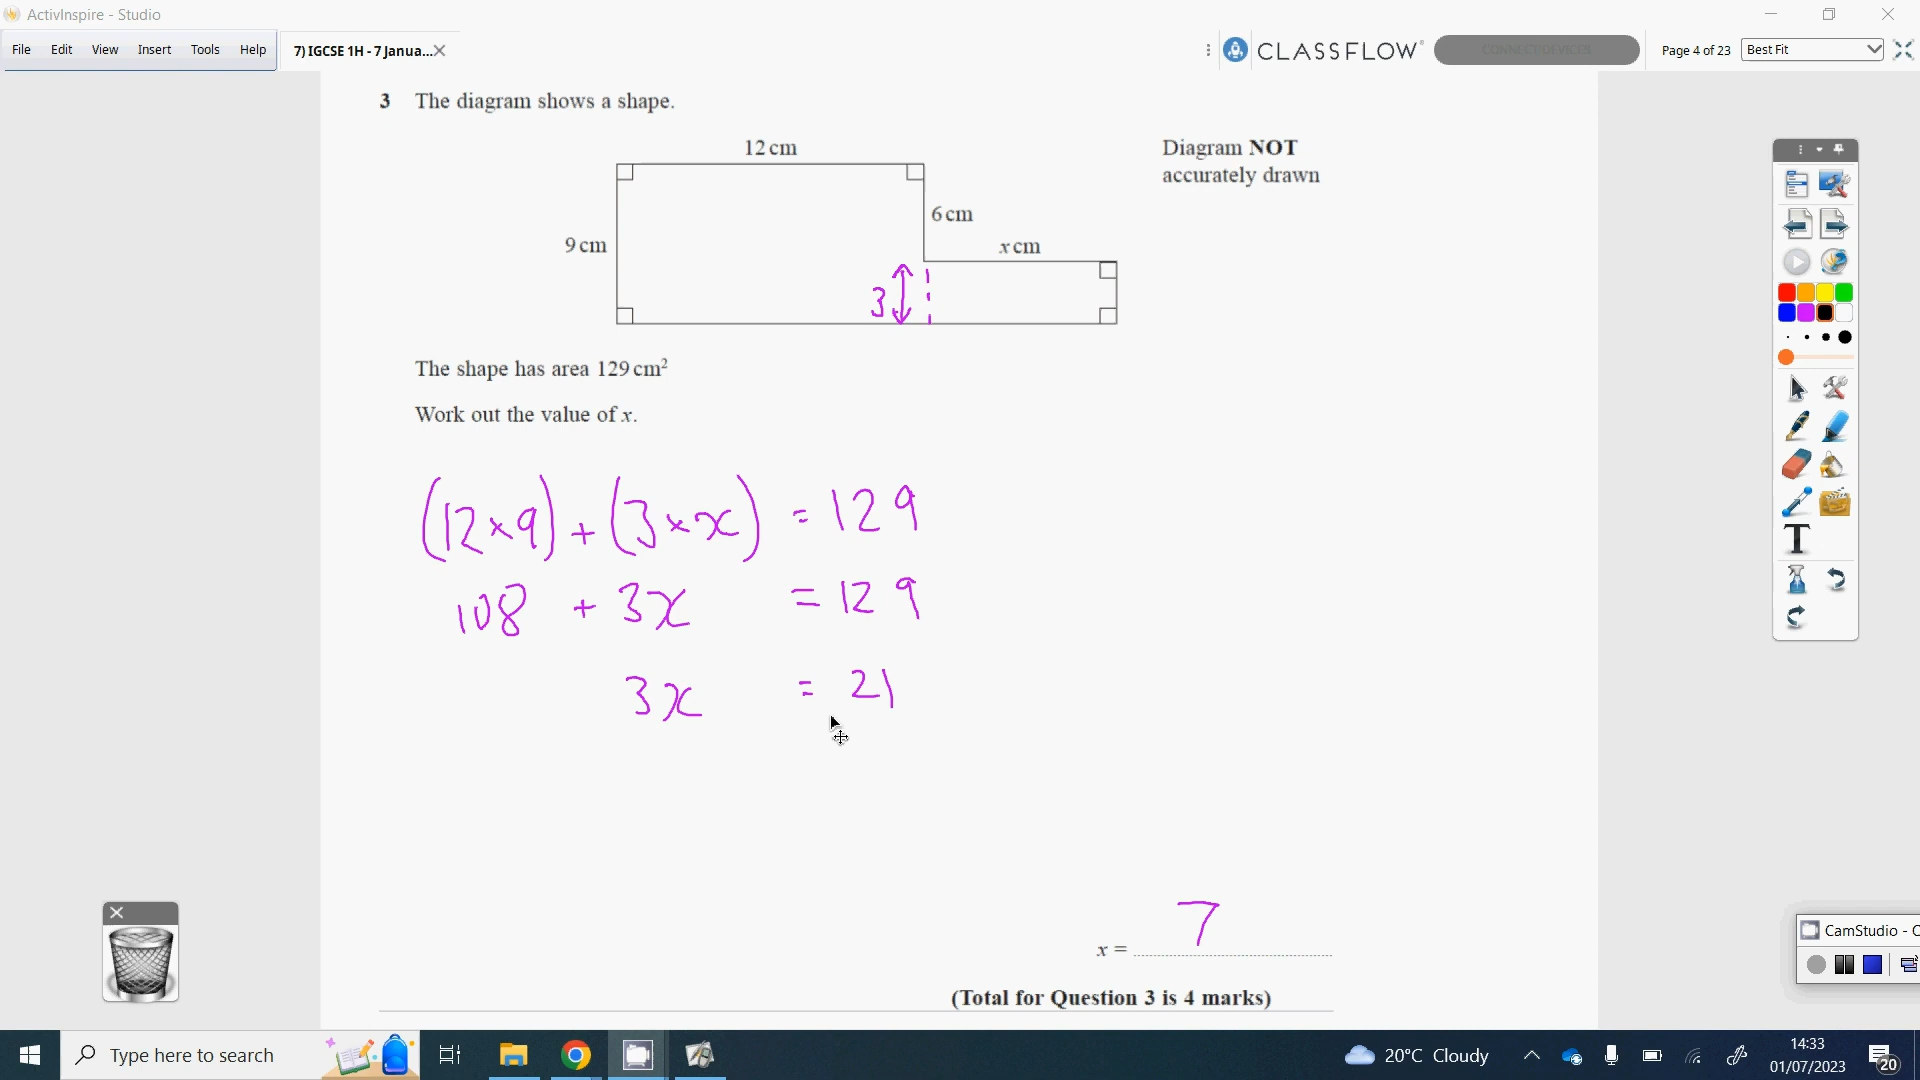 ActivInspire - Studio
File Edit View Insert Tools Help
7) IGCSE 1H - 7 Janua...
CLASSFLOW
CONNECT DEVICES
Page 4 of 23
Best Fit
3 The diagram shows a shape.
12 cm
Diagram NOT
accurately drawn
6 cm
9 cm
x cm
3
The shape has area 129 cm²
Work out the value of x.
(12×9) + (3×x) = 129
108 + 3x = 129
3x = 21
T
x = 7
(Total for Question 3 is 4 marks)
CamStudio - O
Type here to search
20°C Cloudy
14:33
01/07/2023
20